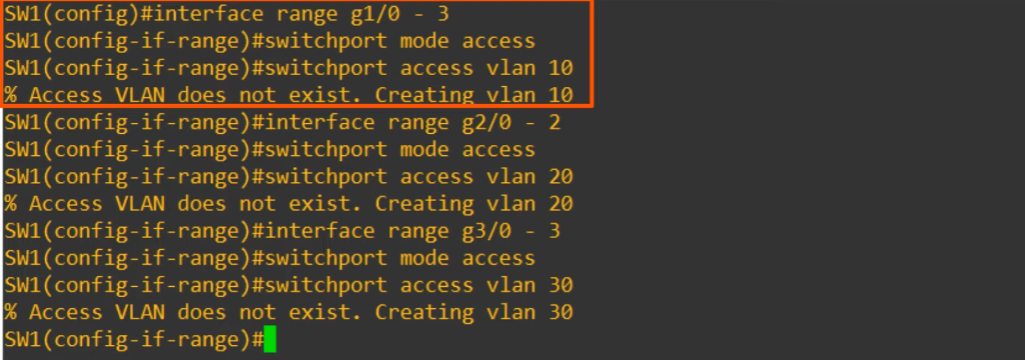 SW1(config)#interface range g1/0 - 3
SW1(config-if-range)#switchport mode access
SW1(config-if-range)#switchport access vlan 10
% Access VLAN does not exist. Creating vlan 10
SW1(config-if-range)#interface range g2/0 - 2
SW1(config-if-range)#switchport mode access
SW1(config-if-range)#switchport access vlan 20
% Access VLAN does not exist. Creating vlan 20
SW1(config-if-range)#interface range g3/0 - 3
SW1(config-if-range)#switchport mode access
SW1(config-if-range)#switchport access vlan 30
% Access VLAN does not exist. Creating vlan 30
SW1(config-if-range)#